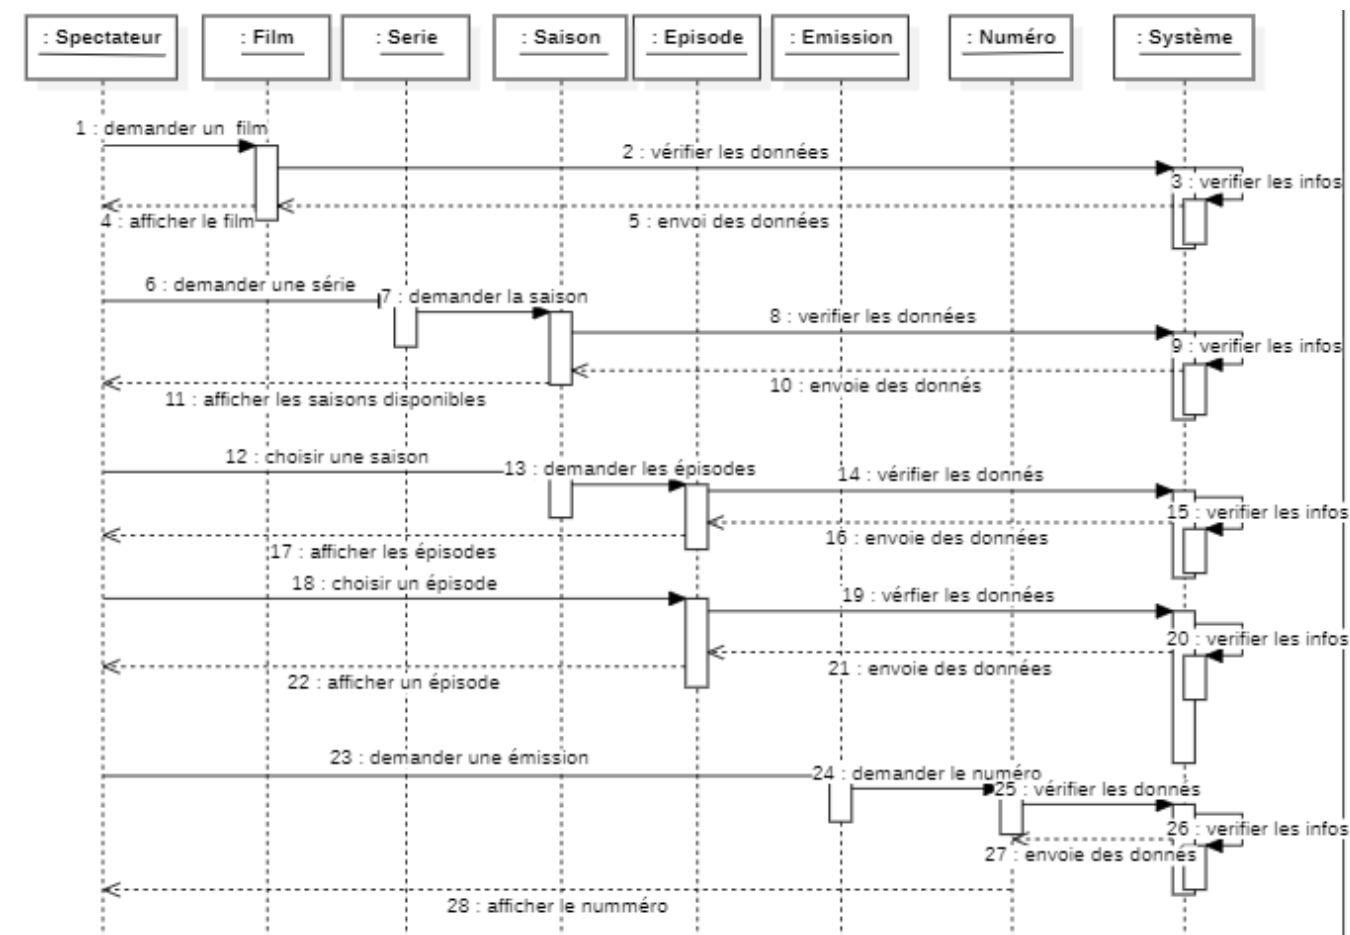 : Spectateur
: Film
: Serie
: Saison
: Episode
: Emission
: Numéro
: Système
1 : demander un film
2 : vérifier les données
3 : verifier les infos
4 : afficher le film
5 : envoi des données
6 : demander une série
7 : demander la saison
8 : verifier les données
9 : verifier les infos
10 : envoie des donnés
11 : afficher les saisons disponibles
12 : choisir une saison
13 : demander les épisodes
14 : vérifier les donnés
15 : verifier les infos
16 : envoie des données
17 : afficher les épisodes
18 : choisir un épisode
19 : vérfier les données
20 : verifier les infos
21 : envoie des données
22 : afficher un épisode
23 : demander une émission
24 : demander le numéro
25 : vérifier les donnés
26 : verifier les infos
27 : envoie des donnés
28 : afficher le numméro